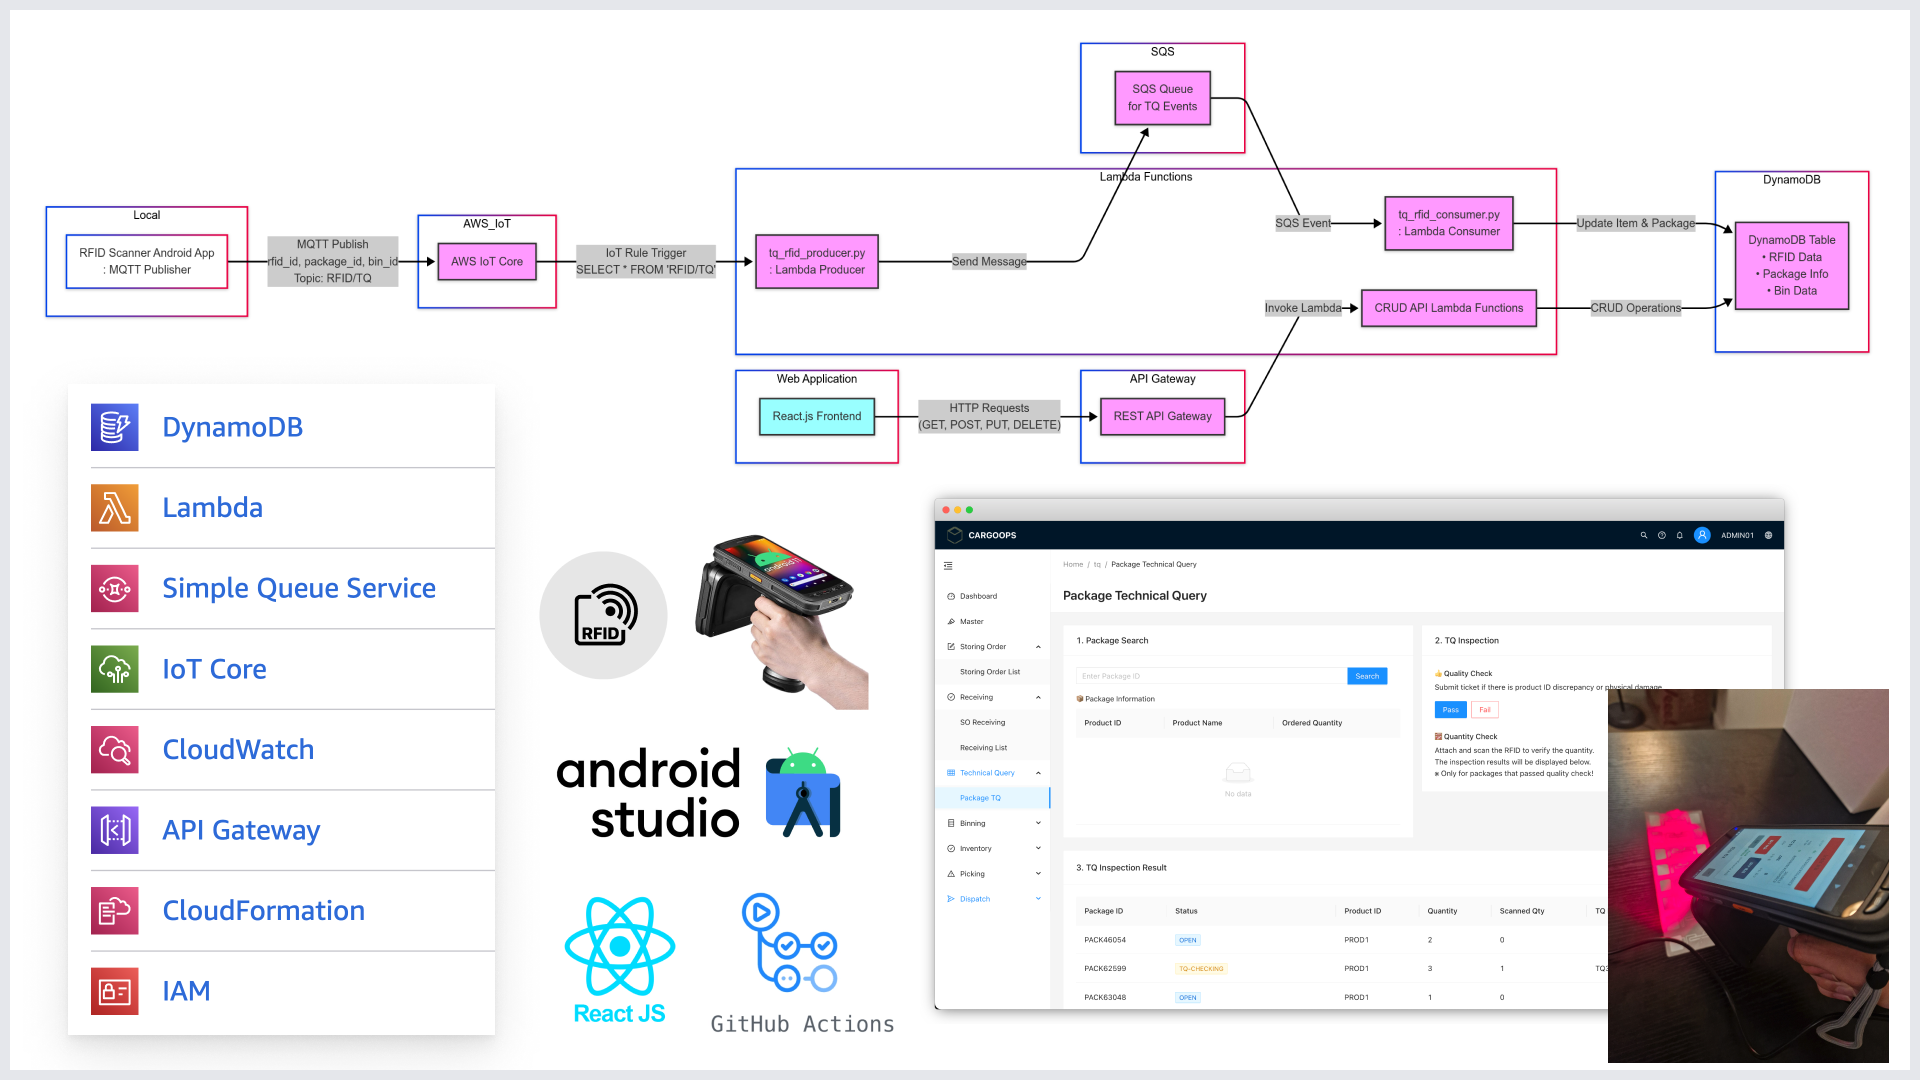 SQS
SQS Queue
for TQ Events
Lambda Functions
DynamoDB
Local
RFID Scanner Android App
: MQTT Publisher
MQTT Publish
rfid_id, package_id, bin_id
Topic: RFID/TQ
AWS_IoT
AWS IoT Core
IoT Rule Trigger
SELECT * FROM 'RFID/TQ'
tq_rfid_producer.py
: Lambda Producer
Send Message
SQS Event
tq_rfid_consumer.py
: Lambda Consumer
Update Item & Package
DynamoDB Table
• RFID Data
• Package Info
• Bin Data
Invoke Lambda
CRUD API Lambda Functions
CRUD Operations
Web Application
React.js Frontend
HTTP Requests
(GET, POST, PUT, DELETE)
API Gateway
REST API Gateway
DynamoDB
Lambda
Simple Queue Service
IoT Core
CloudWatch
API Gateway
CloudFormation
IAM
RFID
android
android
studio
React JS
GitHub Actions
CARGOOPS
ADMIN01
Home / tq / Package Technical Query
Package Technical Query
Dashboard
Master
Storing Order
Storing Order List
Receiving
SO Receiving
Receiving List
Technical Query
Package TQ
Binning
Inventory
Picking
Dispatch
1. Package Search
Enter Package ID
Search
Package Information
Product ID Product Name Ordered Quantity
No data
2. TQ Inspection
Quality Check
Submit ticket if there is product ID discrepancy or physical damage
Pass Fail
Quantity Check
Attach and scan the RFID to verify the quantity.
The inspection results will be displayed below.
※ Only for packages that passed quality check!
3. TQ Inspection Result
Package ID Status Product ID Quantity Scanned Qty TQ
PACK46054 OPEN PROD1 2 0
PACK62599 TQ-CHECKING PROD1 3 1
PACK63048 OPEN PROD1 1 0